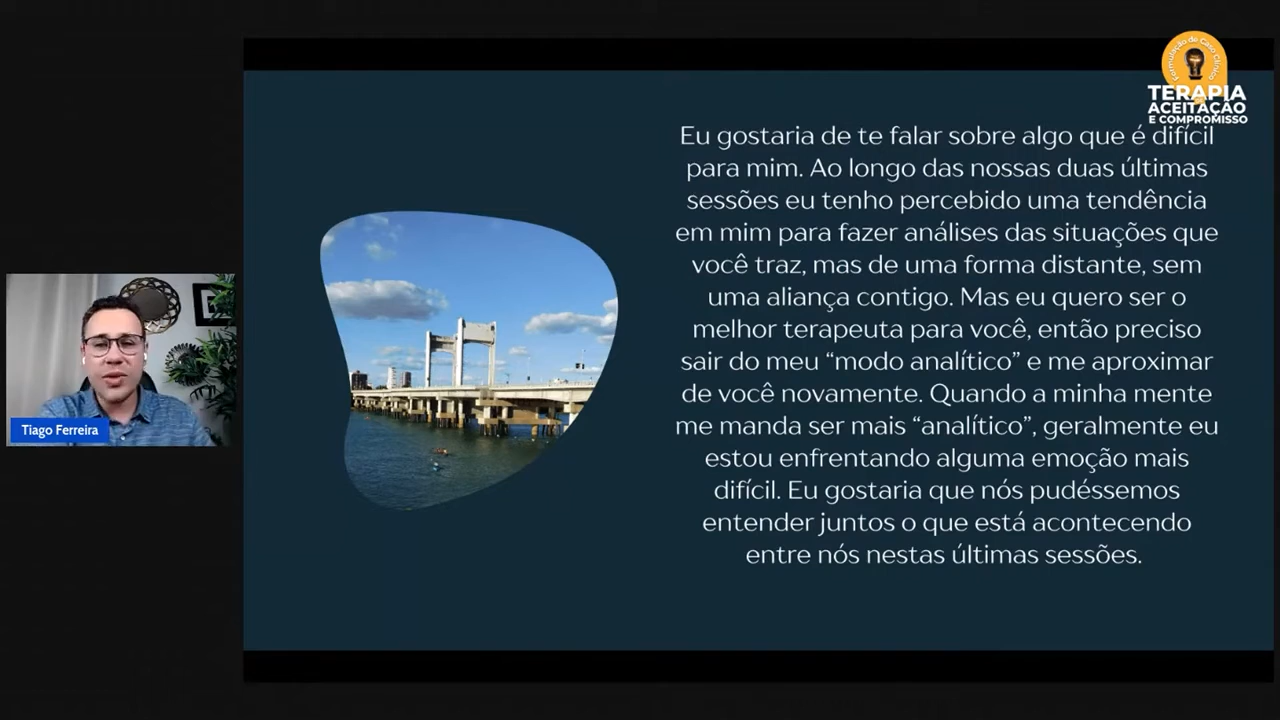 Formulação de Caso Clínico
TERAPIA
ACEITAÇÃO
E COMPROMISSO
Eu gostaria de te falar sobre algo que é difícil
para mim. Ao longo das nossas duas últimas
sessões eu tenho percebido uma tendência
em mim para fazer análises das situações que
você traz, mas de uma forma distante, sem
uma aliança contigo. Mas eu quero ser o
melhor terapeuta para você, então preciso
sair do meu “modo analítico” e me aproximar
de você novamente. Quando a minha mente
me manda ser mais “analítico”, geralmente eu
estou enfrentando alguma emoção mais
difícil. Eu gostaria que nós pudéssemos
entender juntos o que está acontecendo
entre nós nestas últimas sessões.
Tiago Ferreira